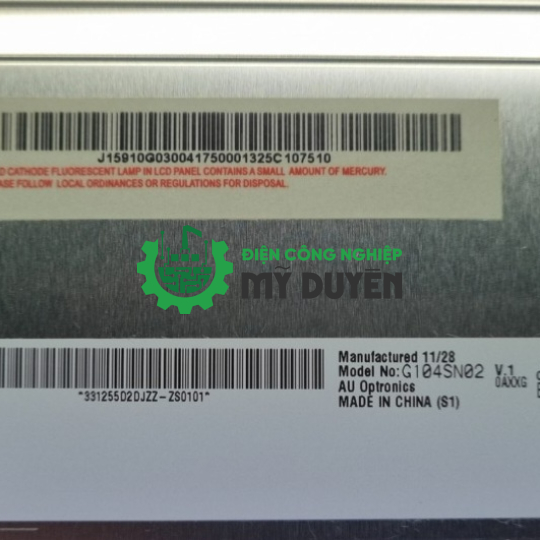 J15910G030041750001325C107510
D CATHODE FLUORESCENT LAMP IN LCD PANEL CONTAINS A SMALL AMOUNT OF MERCURY.
ASE FOLLOW LOCAL ORDINANCES OR REGULATIONS FOR DISPOSAL.
ĐIỆN CÔNG NGHIỆP
MỸ DUYÊN
*33125502DJZZ-ZS0101*
Manufactured 11/28
Model No: G104SN02 V.1
AU Optronics 0AXXG
MADE IN CHINA (S1)